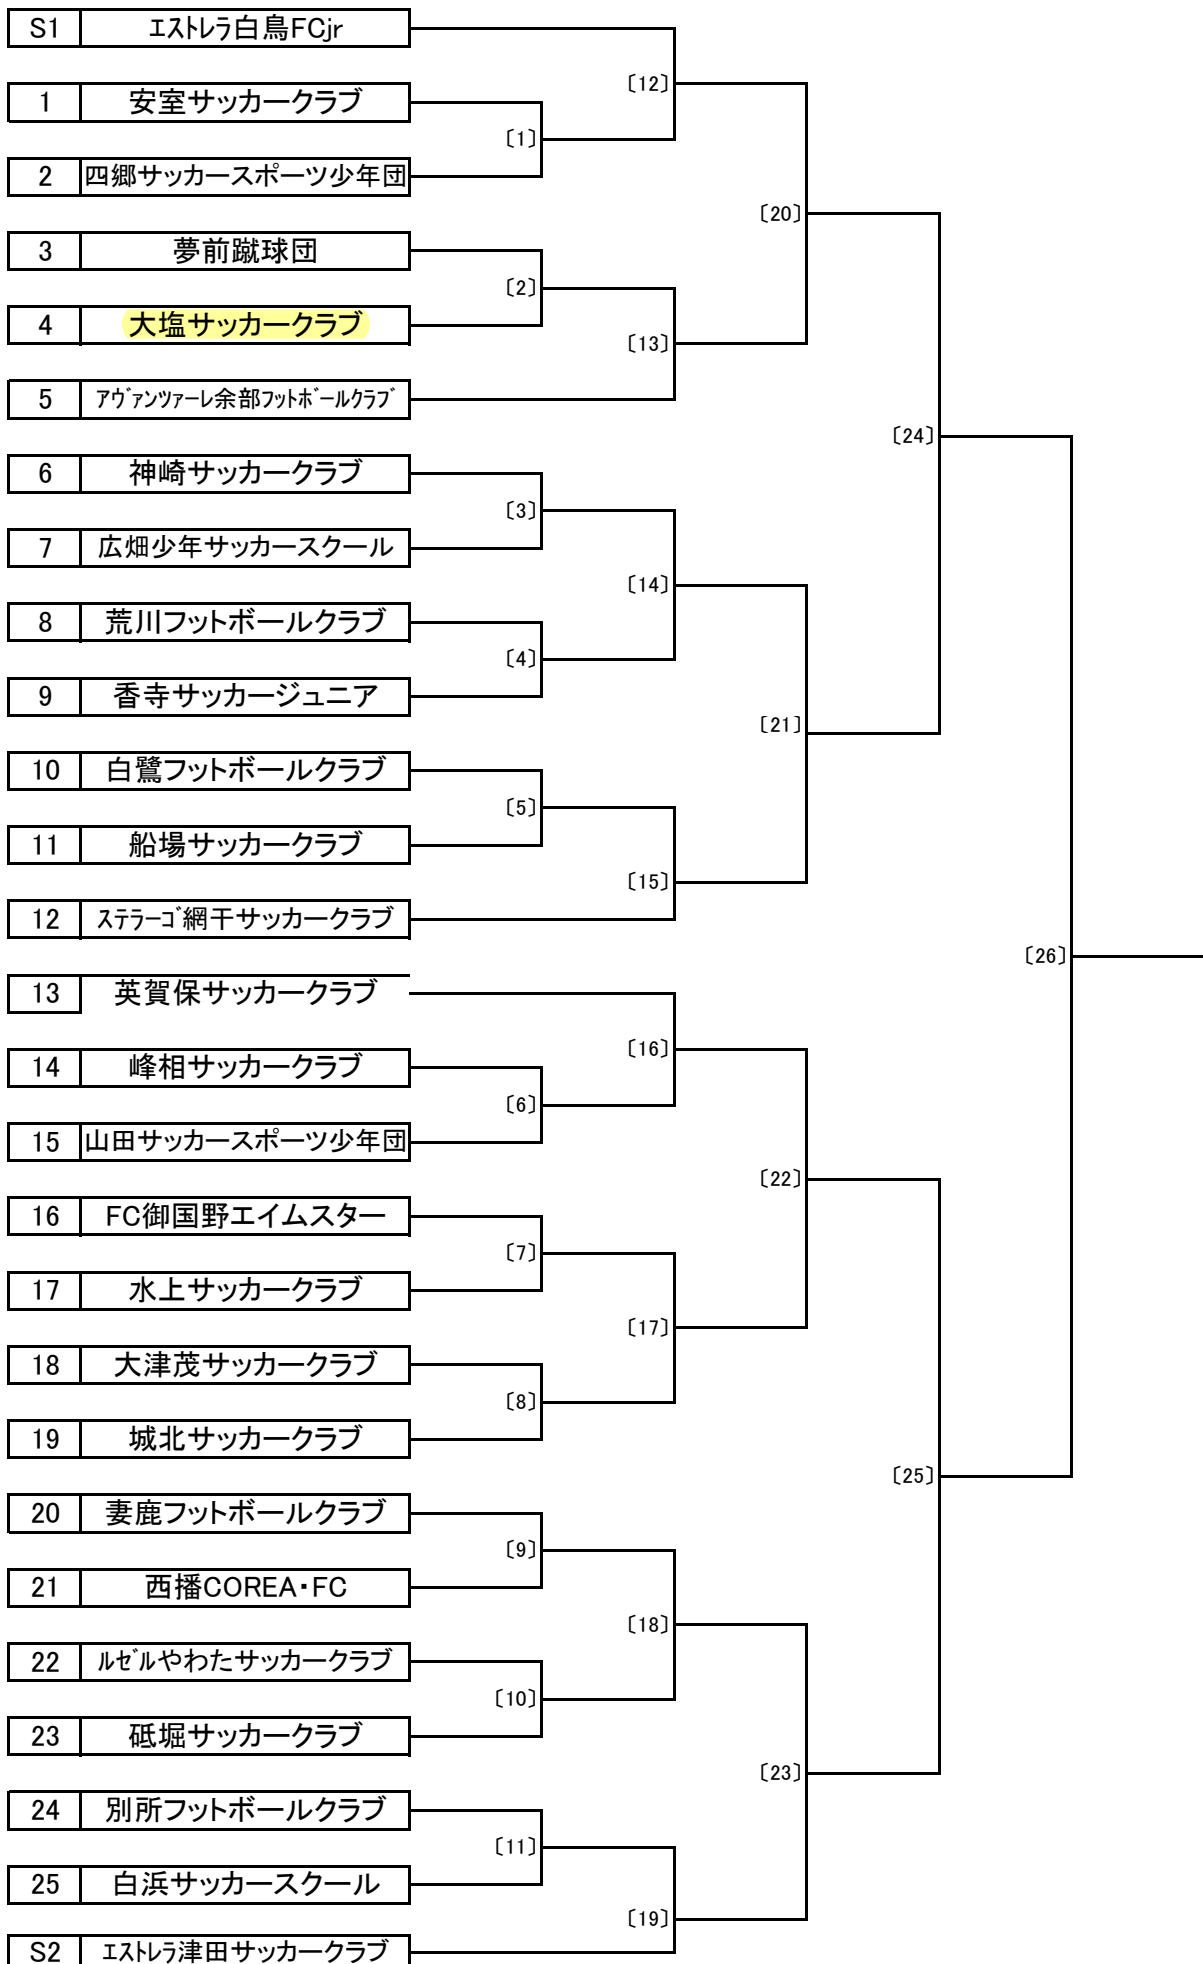 S1 ｴｽﾄﾚﾗ白鳥FCjr
〔12〕
1 安室サッカークラブ
〔1〕
2 四郷サッカースポーツ少年団
〔20〕
3 夢前蹴球団
〔2〕
4 大塩サッカークラブ
〔13〕
5 ｱｳﾞｧﾝﾂｧｰﾚ余部ﾌｯﾄﾎﾞｰﾙｸﾗﾌﾞ
〔24〕
6 神崎サッカークラブ
〔3〕
7 広畑少年サッカースクール
〔14〕
8 荒川フットボールクラブ
〔4〕
9 香寺サッカージュニア
〔21〕
10 白鷺フットボールクラブ
〔5〕
11 船場サッカークラブ
〔15〕
12 ｽﾃﾗｰｺﾞ網干サッカークラブ
〔26〕
13 英賀保サッカークラブ
〔16〕
14 峰相サッカークラブ
〔6〕
15 山田サッカースポーツ少年団
〔22〕
16 FC御国野エイムスター
〔7〕
17 水上サッカークラブ
〔17〕
18 大津茂サッカークラブ
〔8〕
19 城北サッカークラブ
〔25〕
20 妻鹿フットボールクラブ
〔9〕
21 西播COREA・FC
〔18〕
22 ﾙｾﾞﾙやわたサッカークラブ
〔10〕
23 砥堀サッカークラブ
〔23〕
24 別所フットボールクラブ
〔11〕
25 白浜サッカースクール
〔19〕
S2 ｴｽﾄﾚﾗ津田サッカークラブ